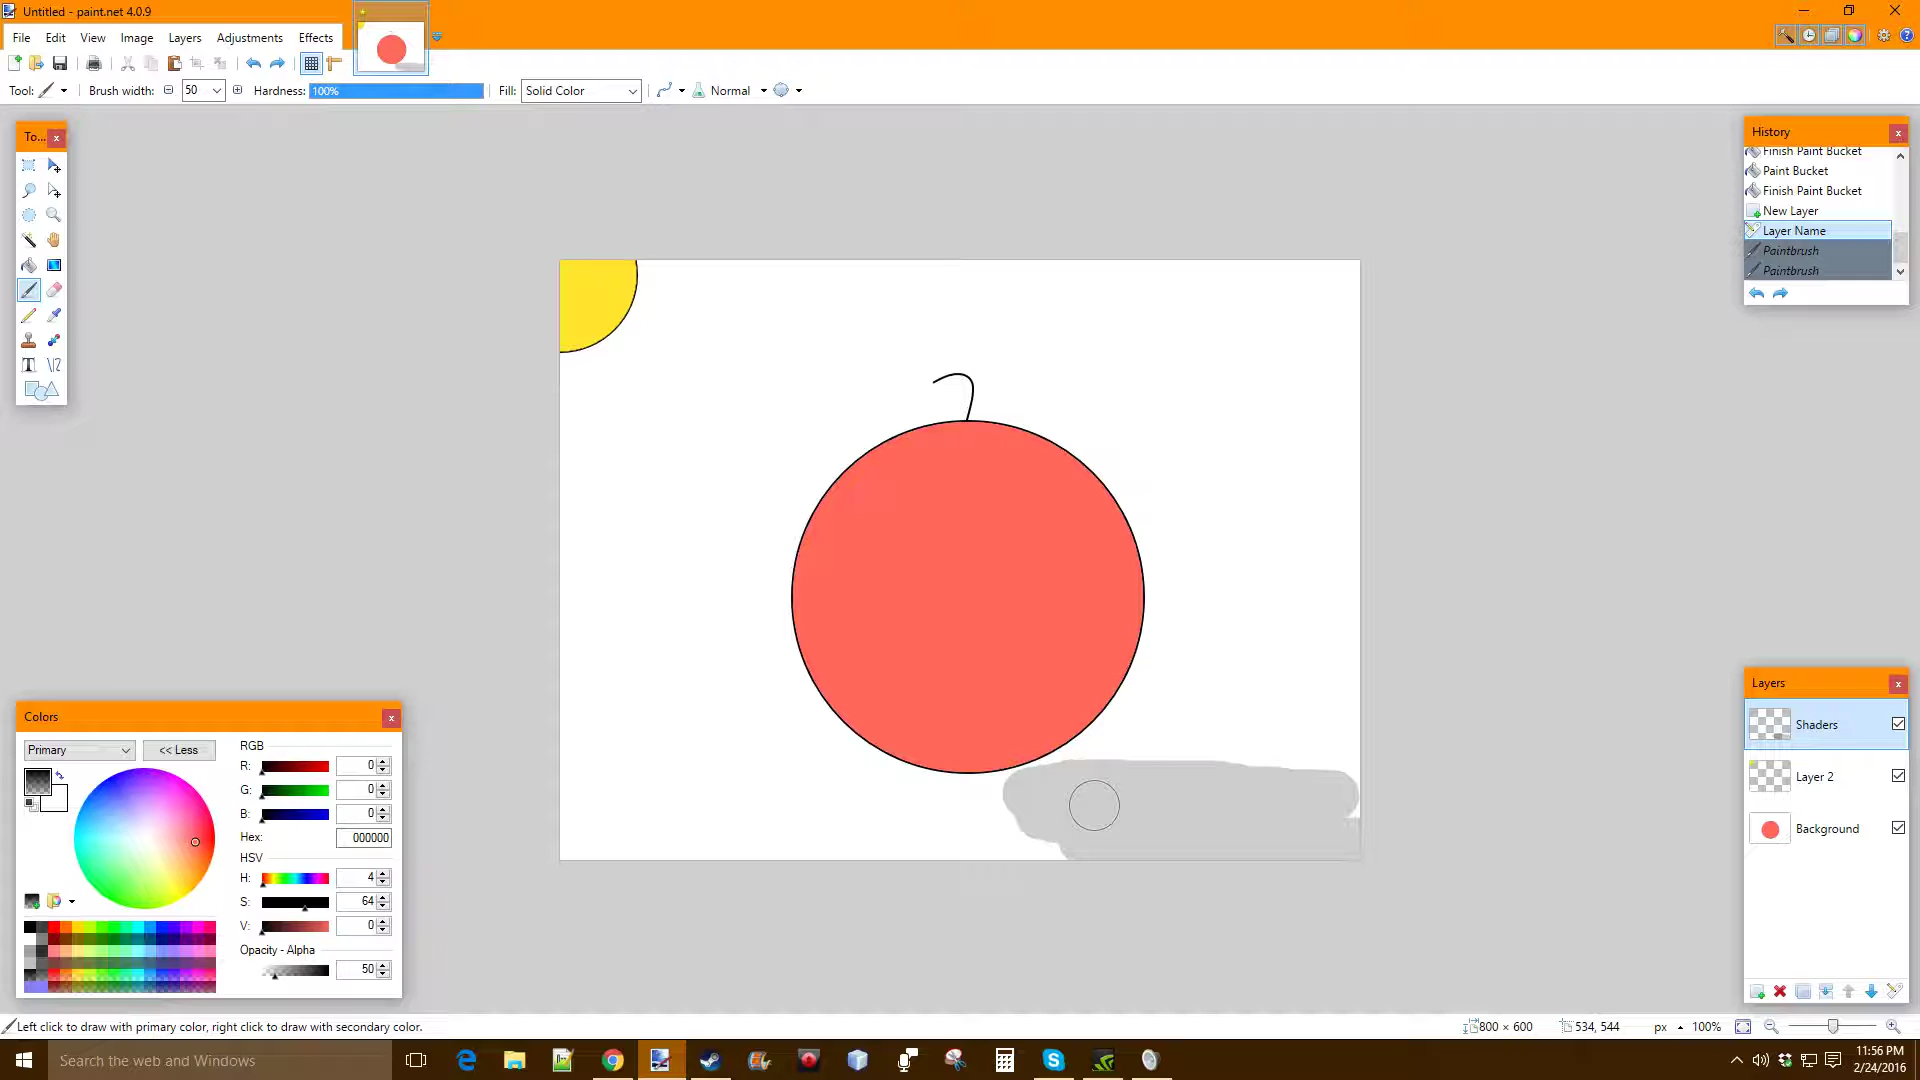 Untitled - paint.net 4.0.9
File Edit View Image Layers Adjustments Effects
Tool: Brush width: 50 Hardness: 100% Fill: Solid Color Normal
To...
History
Finish Paint Bucket
Paint Bucket
Finish Paint Bucket
New Layer
Layer Name
Paintbrush
Paintbrush
Colors
Primary << Less
RGB
R: 0
G: 0
B: 0
Hex: 000000
HSV
H: 4
S: 64
V: 0
Opacity - Alpha
50
Layers
Shaders
Layer 2
Background
Left click to draw with primary color, right click to draw with secondary color.
800 × 600 534, 544 px 100%
Search the web and Windows
11:56 PM
2/24/2016